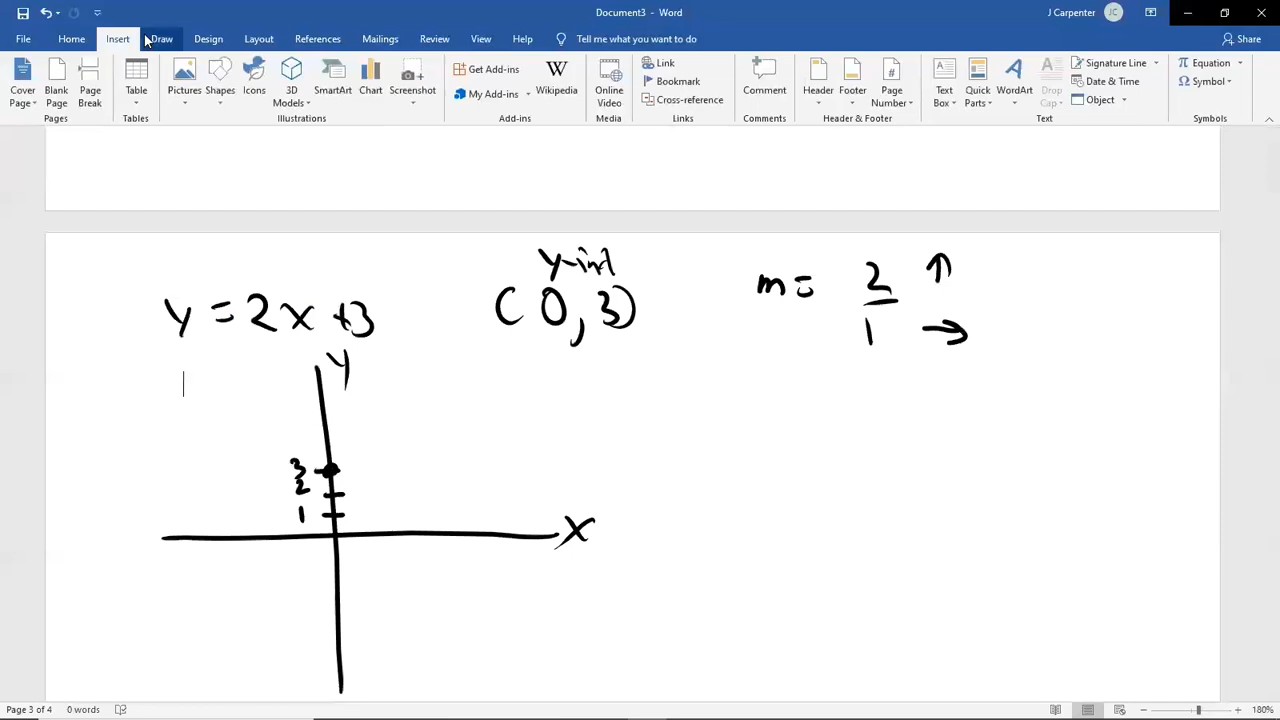 Document3 - Word
J Carpenter
JC
File Home Insert Draw Design Layout References Mailings Review View Help Tell me what you want to do
Share
Cover Page
Blank Page
Page Break
Table
Pictures
Shapes
Icons
3D Models
SmartArt
Chart
Screenshot
Get Add-ins
My Add-ins
Wikipedia
Online Video
Link
Bookmark
Cross-reference
Comment
Header
Footer
Page Number
Text Box
Quick Parts
WordArt
Drop Cap
Signature Line
Date & Time
Object
Equation
Symbol
Pages
Tables
Illustrations
Add-ins
Media
Links
Comments
Header & Footer
Text
Symbols
y-int
y = 2x +3
(0,3)
m = 2/1 ↑ →
y
3
2
1
x
Page 3 of 4
0 words
180%